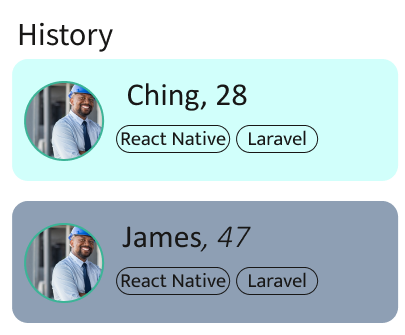 History
Ching, 28
React Native Laravel
James, 47
React Native Laravel